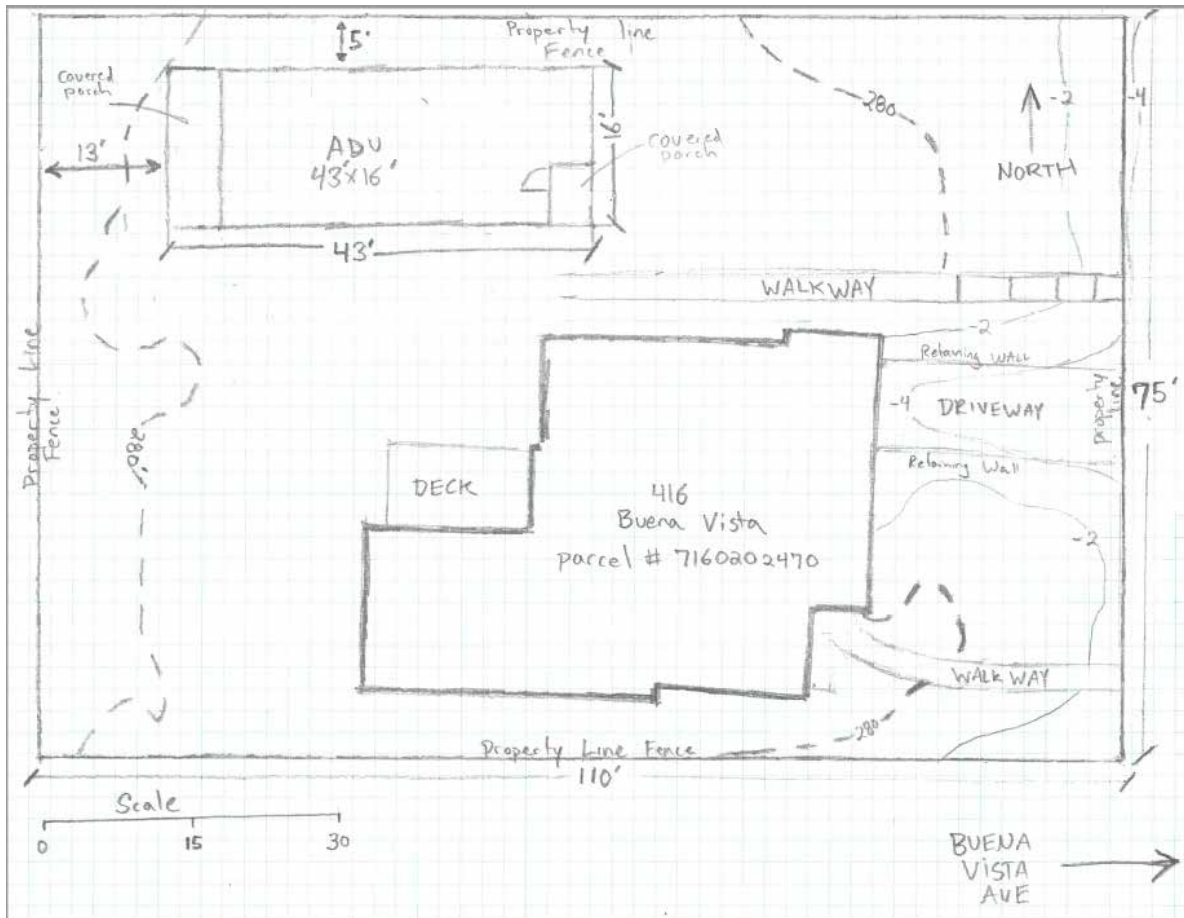 5'
Property line
Fence
covered
porch
280
-2
-4
NORTH
13'
ADU
43'X16'
16'
covered
porch
43'
WALKWAY
-2
Retaining WALL
-4
DRIVEWAY
property
line
75'
Retaining Wall
Property Line
Fence
280'
DECK
416
Buena Vista
parcel # 7160202470
-2
WALKWAY
280
Property Line Fence
110'
Scale
0
15
30
BUENA
VISTA
AVE